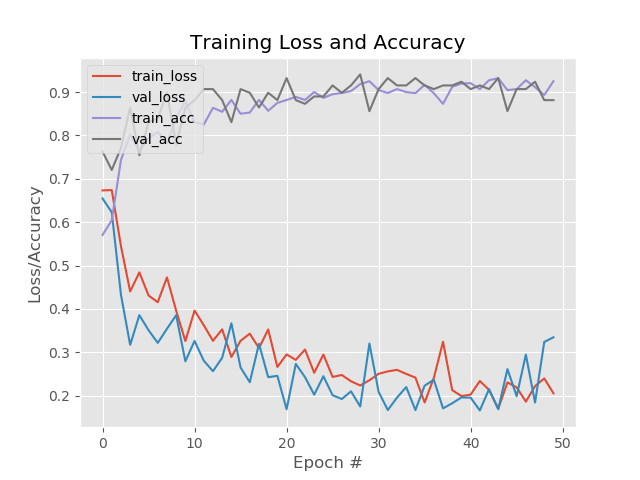 Training Loss and Accuracy
train_loss
val_loss
train_acc
val_acc
0.9
0.8
0.7
0.6
0.5
0.4
0.3
0.2
Loss/Accuracy
0 10 20 30 40 50
Epoch #